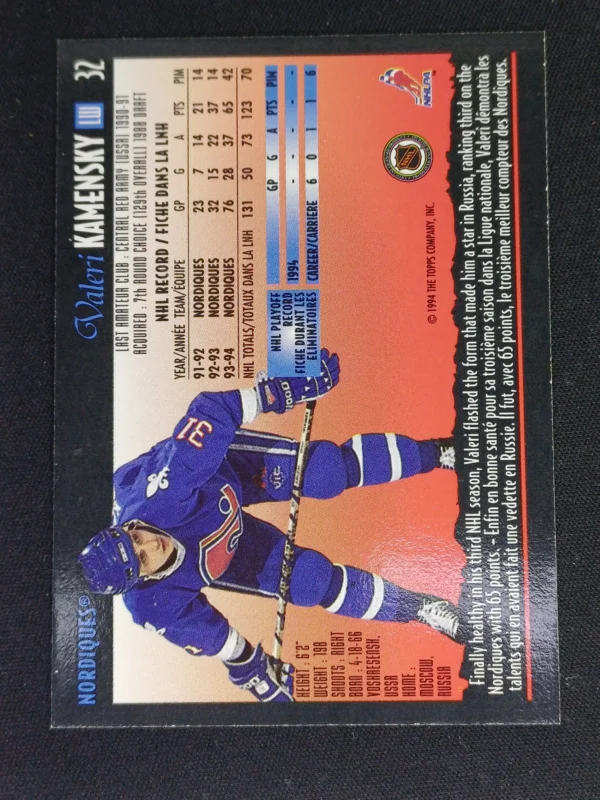 NORDIQUES®
Valeri KAMENSKY LW 32
LAST AMATEUR CLUB : CENTRAL RED ARMY (USSR) 1990-91
ACQUIRED : 7th ROUND CHOICE (129th OVERALL) 1988 DRAFT
NHL RECORD / FICHE DANS LA LNH
YEAR/ANNÉE TEAM/ÉQUIPE GP G A PTS PIM
91-92 NORDIQUES 23 7 14 21 14
92-93 NORDIQUES 32 15 22 37 14
93-94 NORDIQUES 76 28 37 65 42
NHL TOTALS/TOTAUX DANS LA LNH 131 50 73 123 70
NHL PLAYOFF GP G A PTS PIM
RECORD
1994 - - - - -
FICHE DURANT LES
ÉLIMINATOIRES CAREER/CARRIÈRE 6 0 1 1 6
31
HEIGHT : 6'2"
WEIGHT : 198
SHOOTS : RIGHT
BORN : 4-18-66
VOSKRESENSK,
USSR
HOME :
MOSCOW,
RUSSIA
NHL
NHLPA
© 1994 THE TOPPS COMPANY, INC.
Finally healthy in his third NHL season, Valeri flashed the form that made him a star in Russia, ranking third on the
Nordiques with 65 points. – Enfin en bonne santé pour sa troisième saison dans la Ligue nationale, Valeri démontra les
talents qui en avaient fait une vedette en Russie. Il fut, avec 65 points, le troisième meilleur compteur des Nordiques.